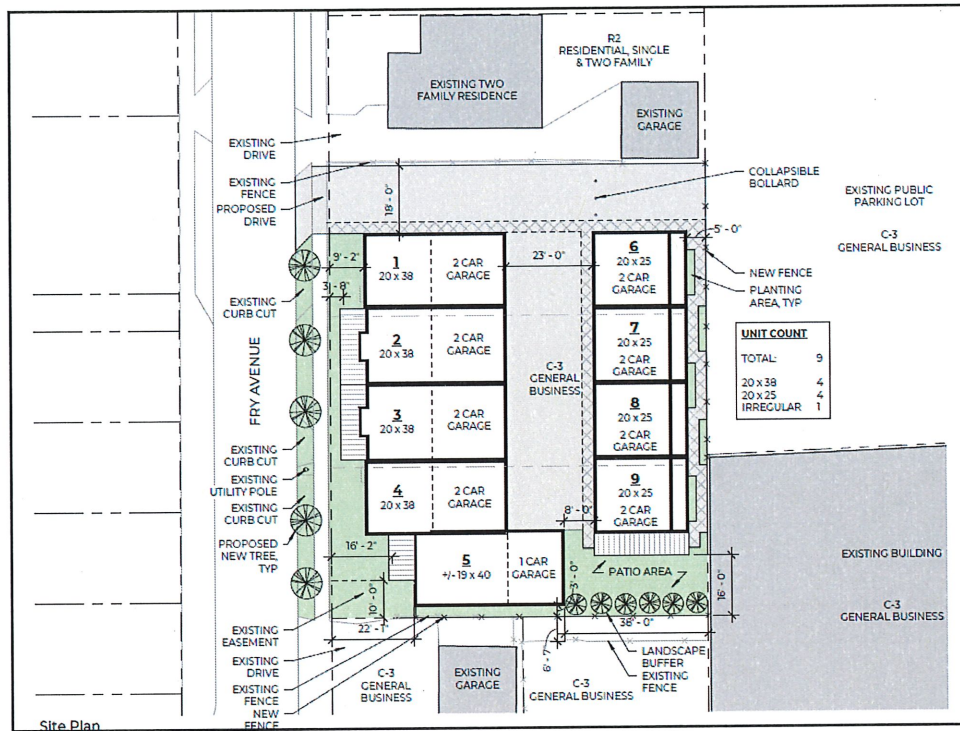 R2
RESIDENTIAL, SINGLE
& TWO FAMILY
EXISTING TWO
FAMILY RESIDENCE
EXISTING
GARAGE
EXISTING
DRIVE
EXISTING
FENCE
PROPOSED
DRIVE
18' - 0"
COLLAPSIBLE
BOLLARD
EXISTING PUBLIC
PARKING LOT
C-3
GENERAL BUSINESS
5' - 0"
9' - 2"
3' - 8"
1
20 x 38
2 CAR
GARAGE
23' - 0"
6
20 x 25
2 CAR
GARAGE
NEW FENCE
PLANTING
AREA, TYP
EXISTING
CURB CUT
FRY AVENUE
2
20 x 38
2 CAR
GARAGE
C-3
GENERAL
BUSINESS
7
20 x 25
2 CAR
GARAGE
UNIT COUNT
TOTAL: 9
20 x 38 4
20 x 25 4
IRREGULAR 1
3
20 x 38
2 CAR
GARAGE
8
20 x 25
2 CAR
GARAGE
EXISTING
CURB CUT
EXISTING
UTILITY POLE
EXISTING
CURB CUT
PROPOSED
NEW TREE,
TYP
4
20 x 38
2 CAR
GARAGE
9
20 x 25
2 CAR
GARAGE
8' - 0"
16' - 2"
5
+/- 19 x 40
1 CAR
GARAGE
PATIO AREA
3' - 0"
16' - 0"
EXISTING BUILDING
C-3
GENERAL BUSINESS
10' - 0"
22' - 1"
38' - 0"
6' - 7"
EXISTING
EASEMENT
EXISTING
DRIVE
EXISTING
FENCE
NEW
FENCE
C-3
GENERAL
BUSINESS
EXISTING
GARAGE
C-3
GENERAL BUSINESS
LANDSCAPE
BUFFER
EXISTING
FENCE
Site Plan